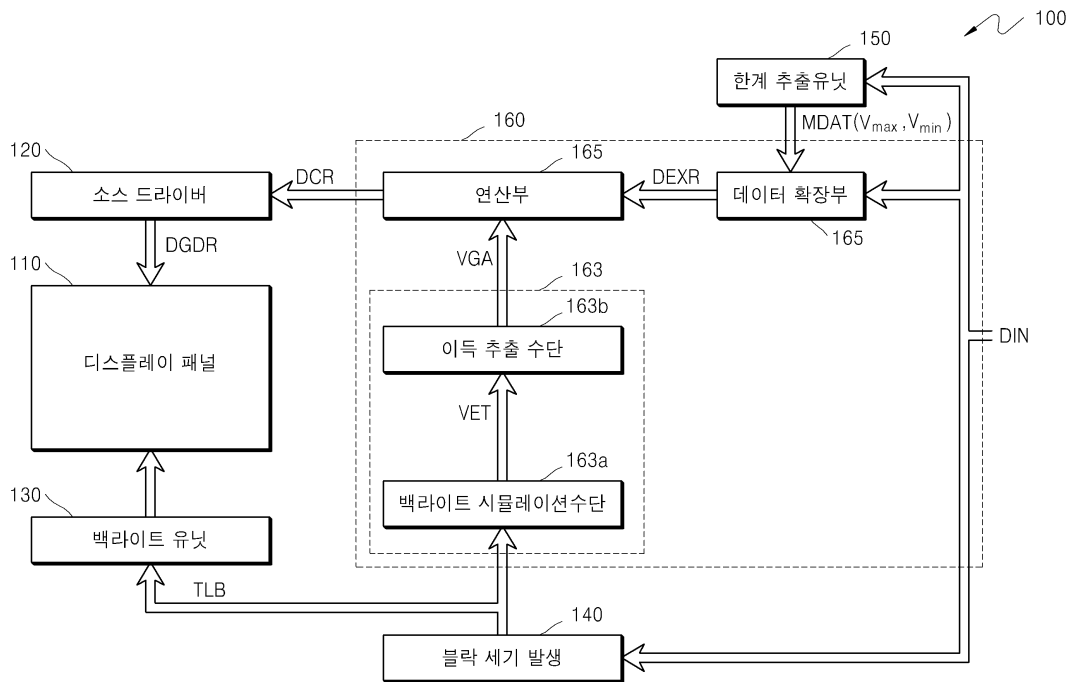 100
150
한계 추출유닛
MDAT(Vmax,Vmin)
160
120
소스 드라이버
DCR
165
연산부
DEXR
데이터 확장부
165
DGDR
VGA
110
디스플레이 패널
163
163b
이득 추출 수단
DIN
VET
163a
백라이트 시뮬레이션수단
130
백라이트 유닛
TLB
140
블락 세기 발생